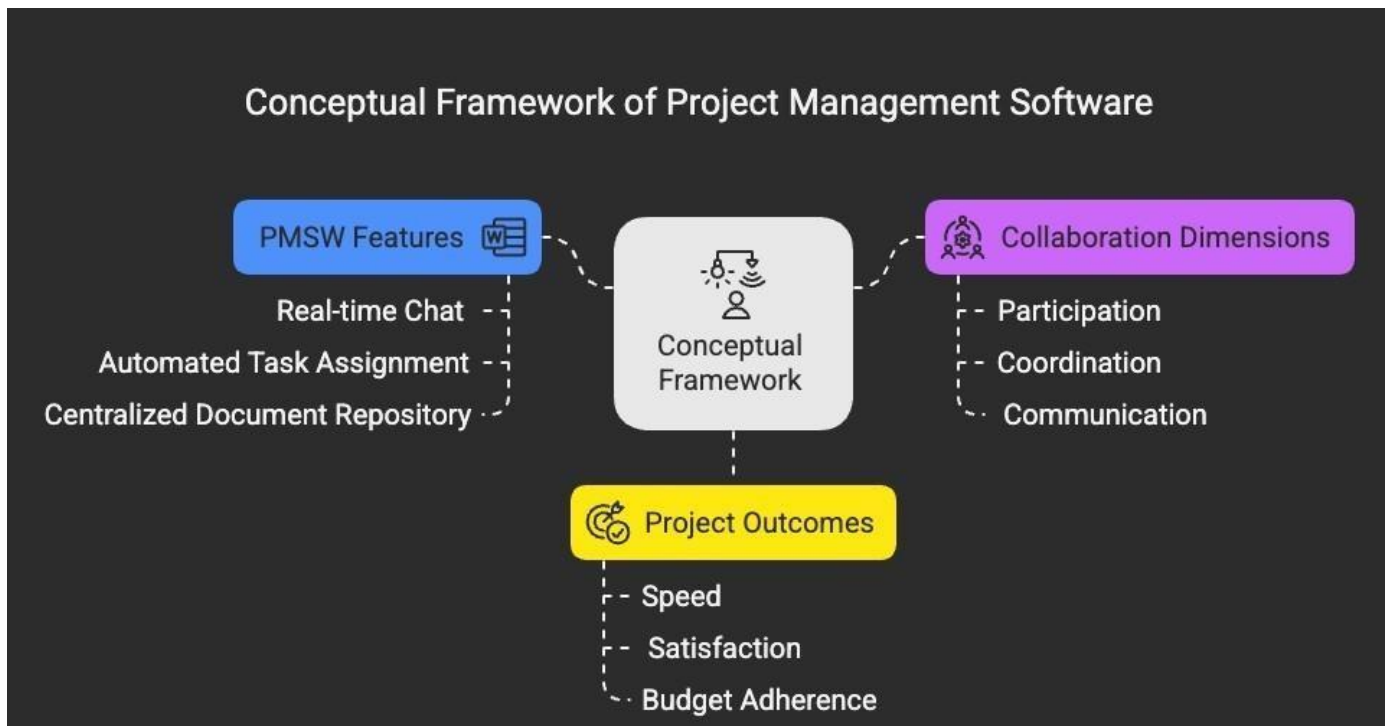 Conceptual Framework of Project Management Software
PMSW Features
Real-time Chat
Automated Task Assignment
Centralized Document Repository
Conceptual
Framework
Collaboration Dimensions
Participation
Coordination
Communication
Project Outcomes
Speed
Satisfaction
Budget Adherence